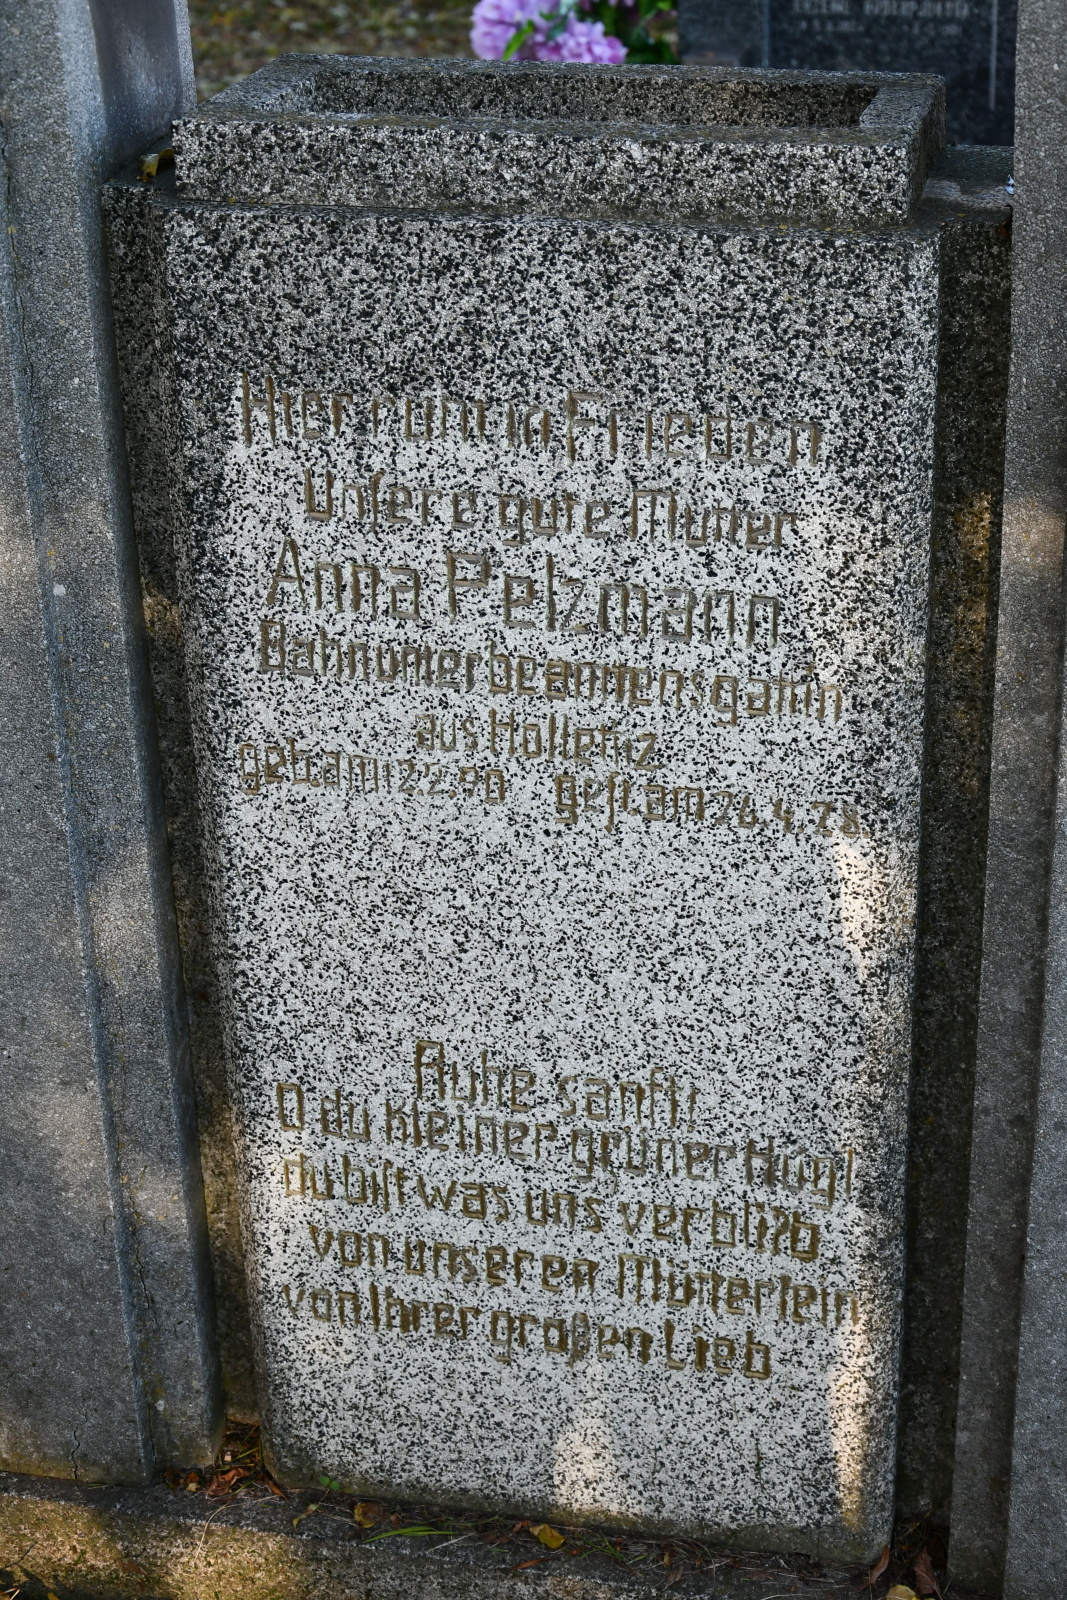 Hier ruht in Frieden
Unsere gute Mutter
Anna Pelzmann
Bahnunterbeamtensgattin
aus Hollenz
geb. am 12.2.90 gest. am 26.4.28.
Ruhe sanft!
O du kleiner grüner Hügl
du bist was uns verblieb
von unseren Mütterlein
von Ihrer großen Lieb